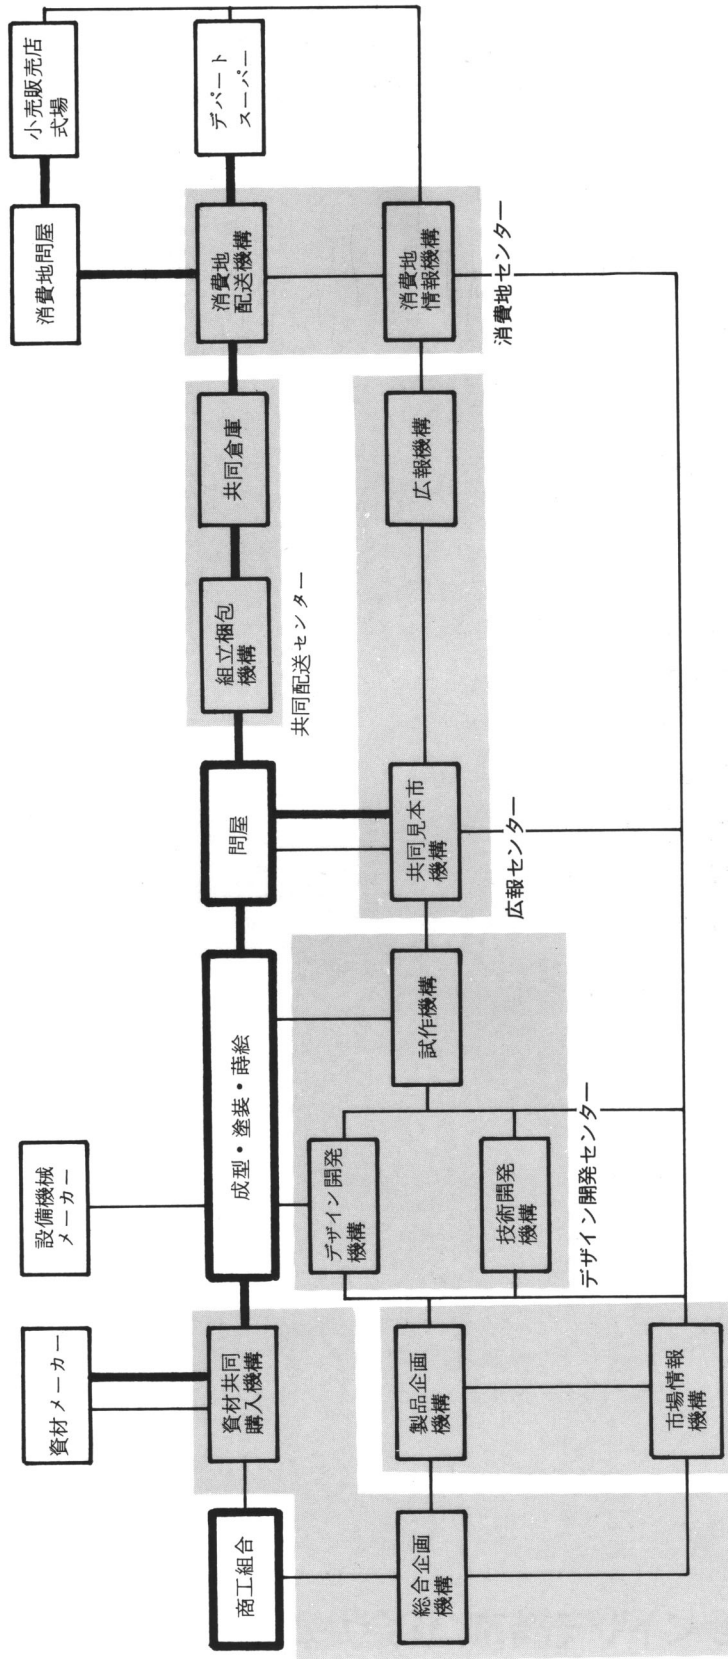 資材メーカー
設備機械
メーカー
消費地問屋
小売販売店
式場
商工組合
資材共同
購入機構
成型・塗装・蒔絵
問屋
組立梱包
機構
共同倉庫
消費地
配送機構
デパート
スーパー
共同配送センター
総合企画
機構
製品企画
機構
デザイン開発
機構
技術開発
機構
試作機構
共同見本市
機構
広報機構
消費地
情報機構
市場情報
機構
デザイン開発センター
広報センター
消費地センター